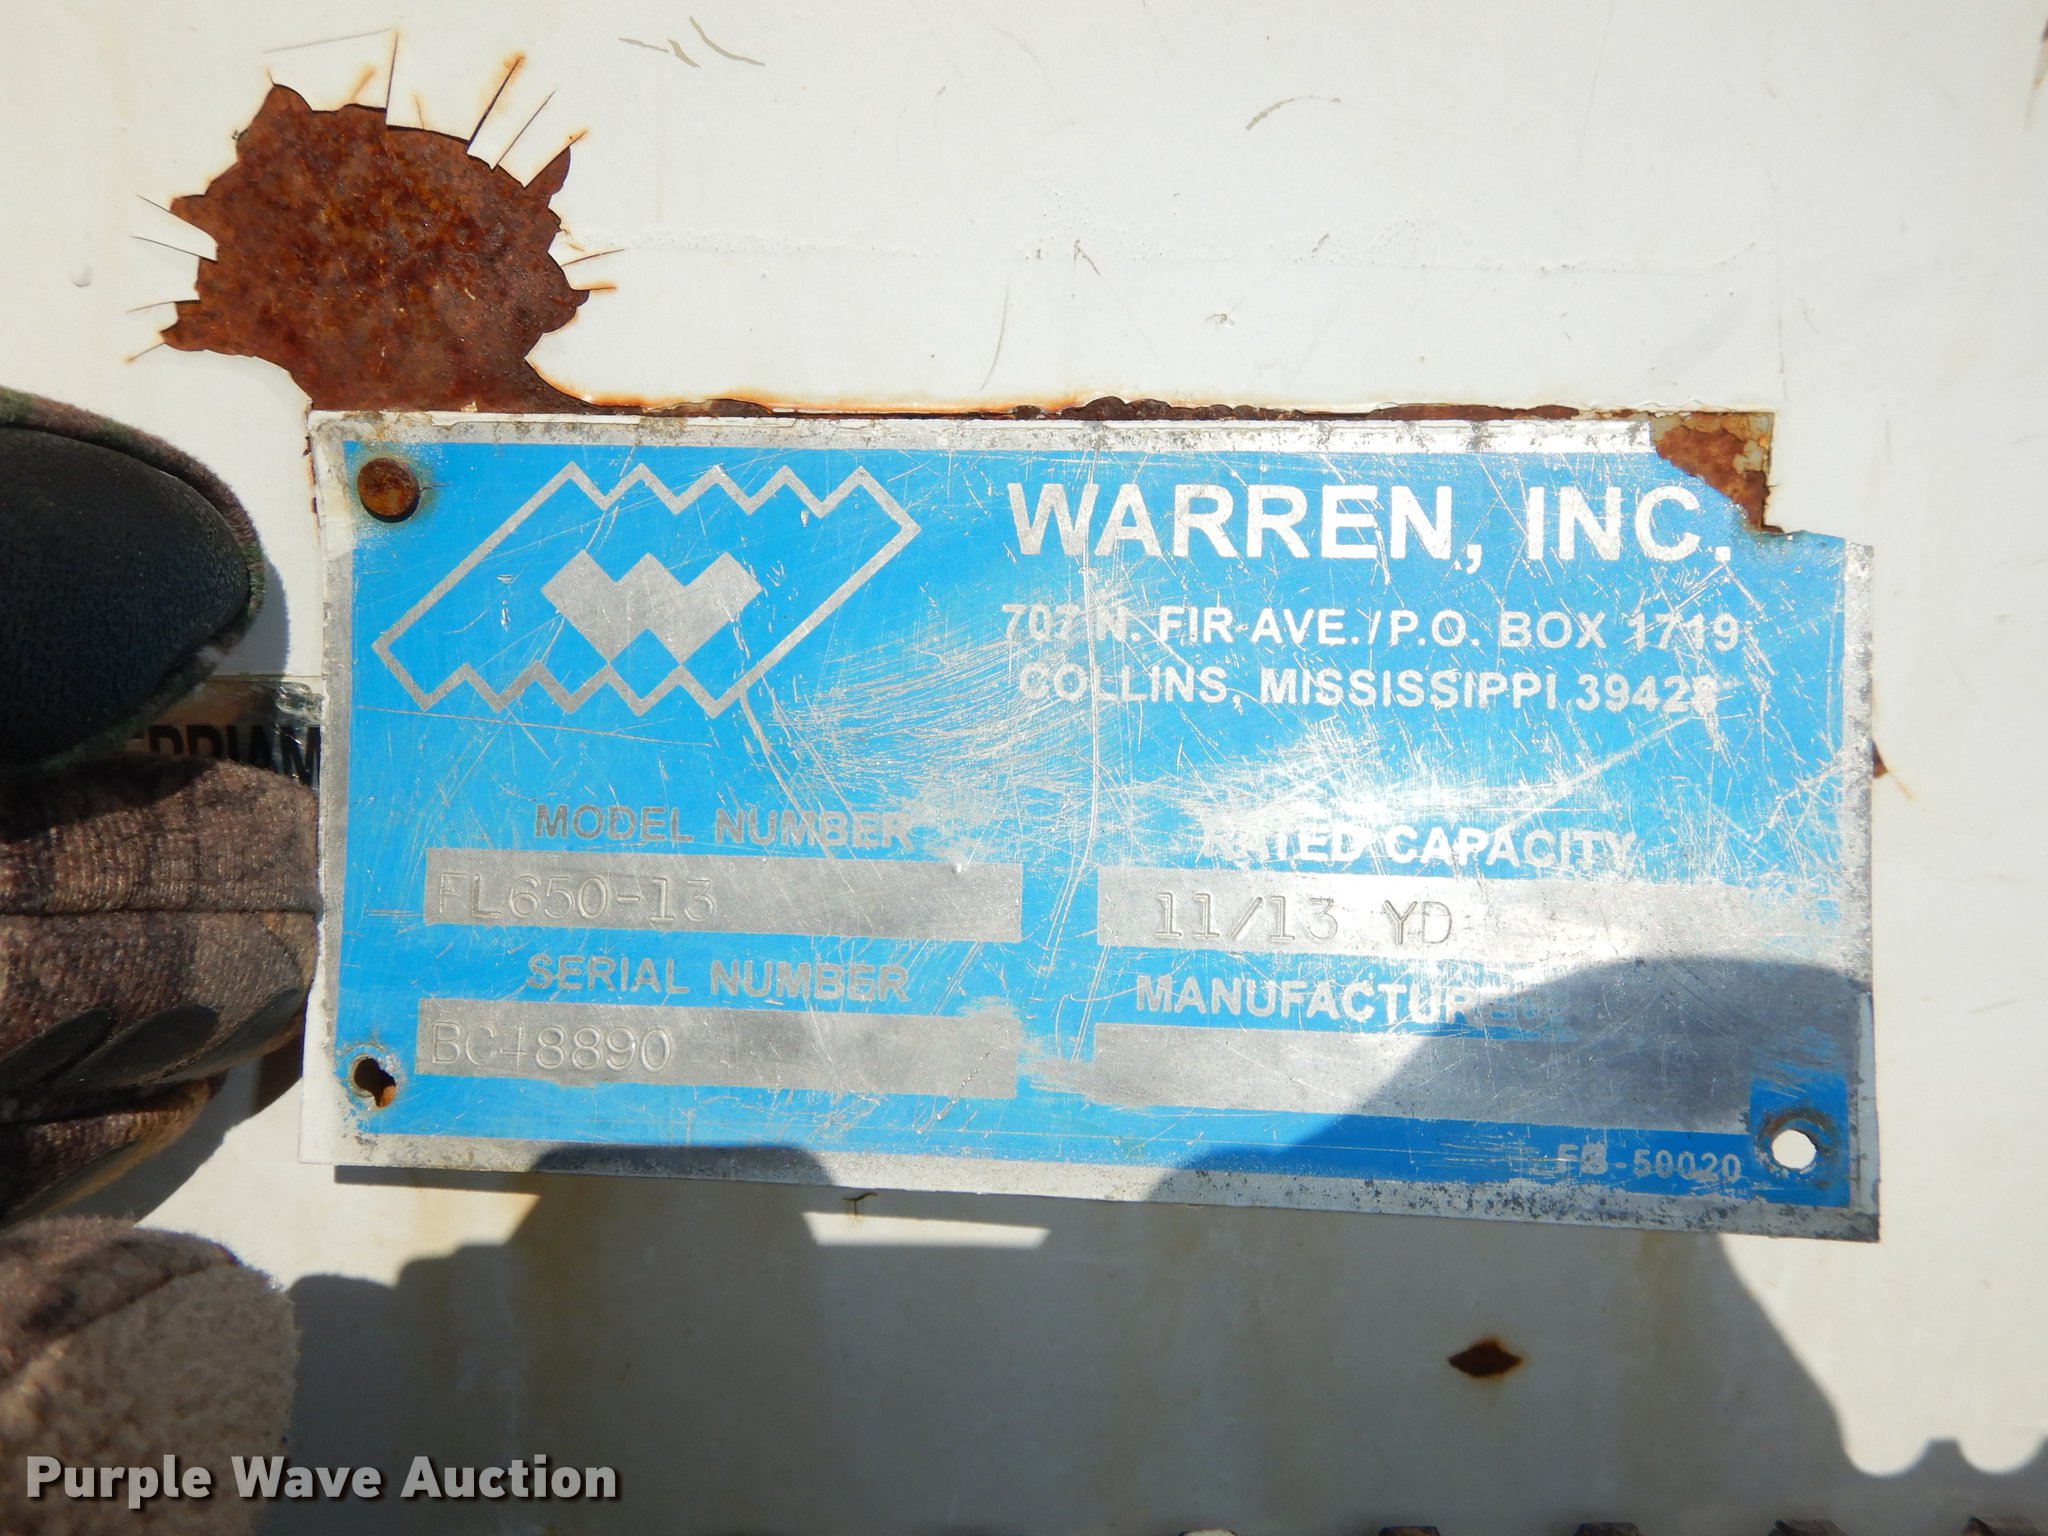 WARREN, INC.
707 N. FIR AVE./P.O. BOX 1719
COLLINS, MISSISSIPPI 39428
MODEL NUMBER
FL650-13
RATED CAPACITY
11/13 YD
SERIAL NUMBER
BC48890
-50020
Purple Wave Auction